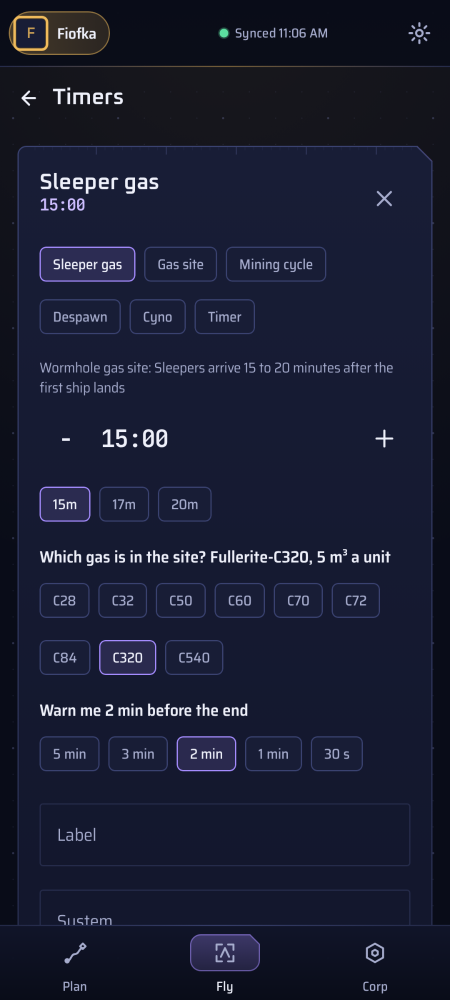 F Fiofka Synced 11:06 AM
Timers
Sleeper gas
15:00
Sleeper gas Gas site Mining cycle
Despawn Cyno Timer
Wormhole gas site: Sleepers arrive 15 to 20 minutes after the
first ship lands
- 15:00 +
15m 17m 20m
Which gas is in the site? Fullerite-C320, 5 m³ a unit
C28 C32 C50 C60 C70 C72
C84 C320 C540
Warn me 2 min before the end
5 min 3 min 2 min 1 min 30 s
Label
System
Plan Fly Corp